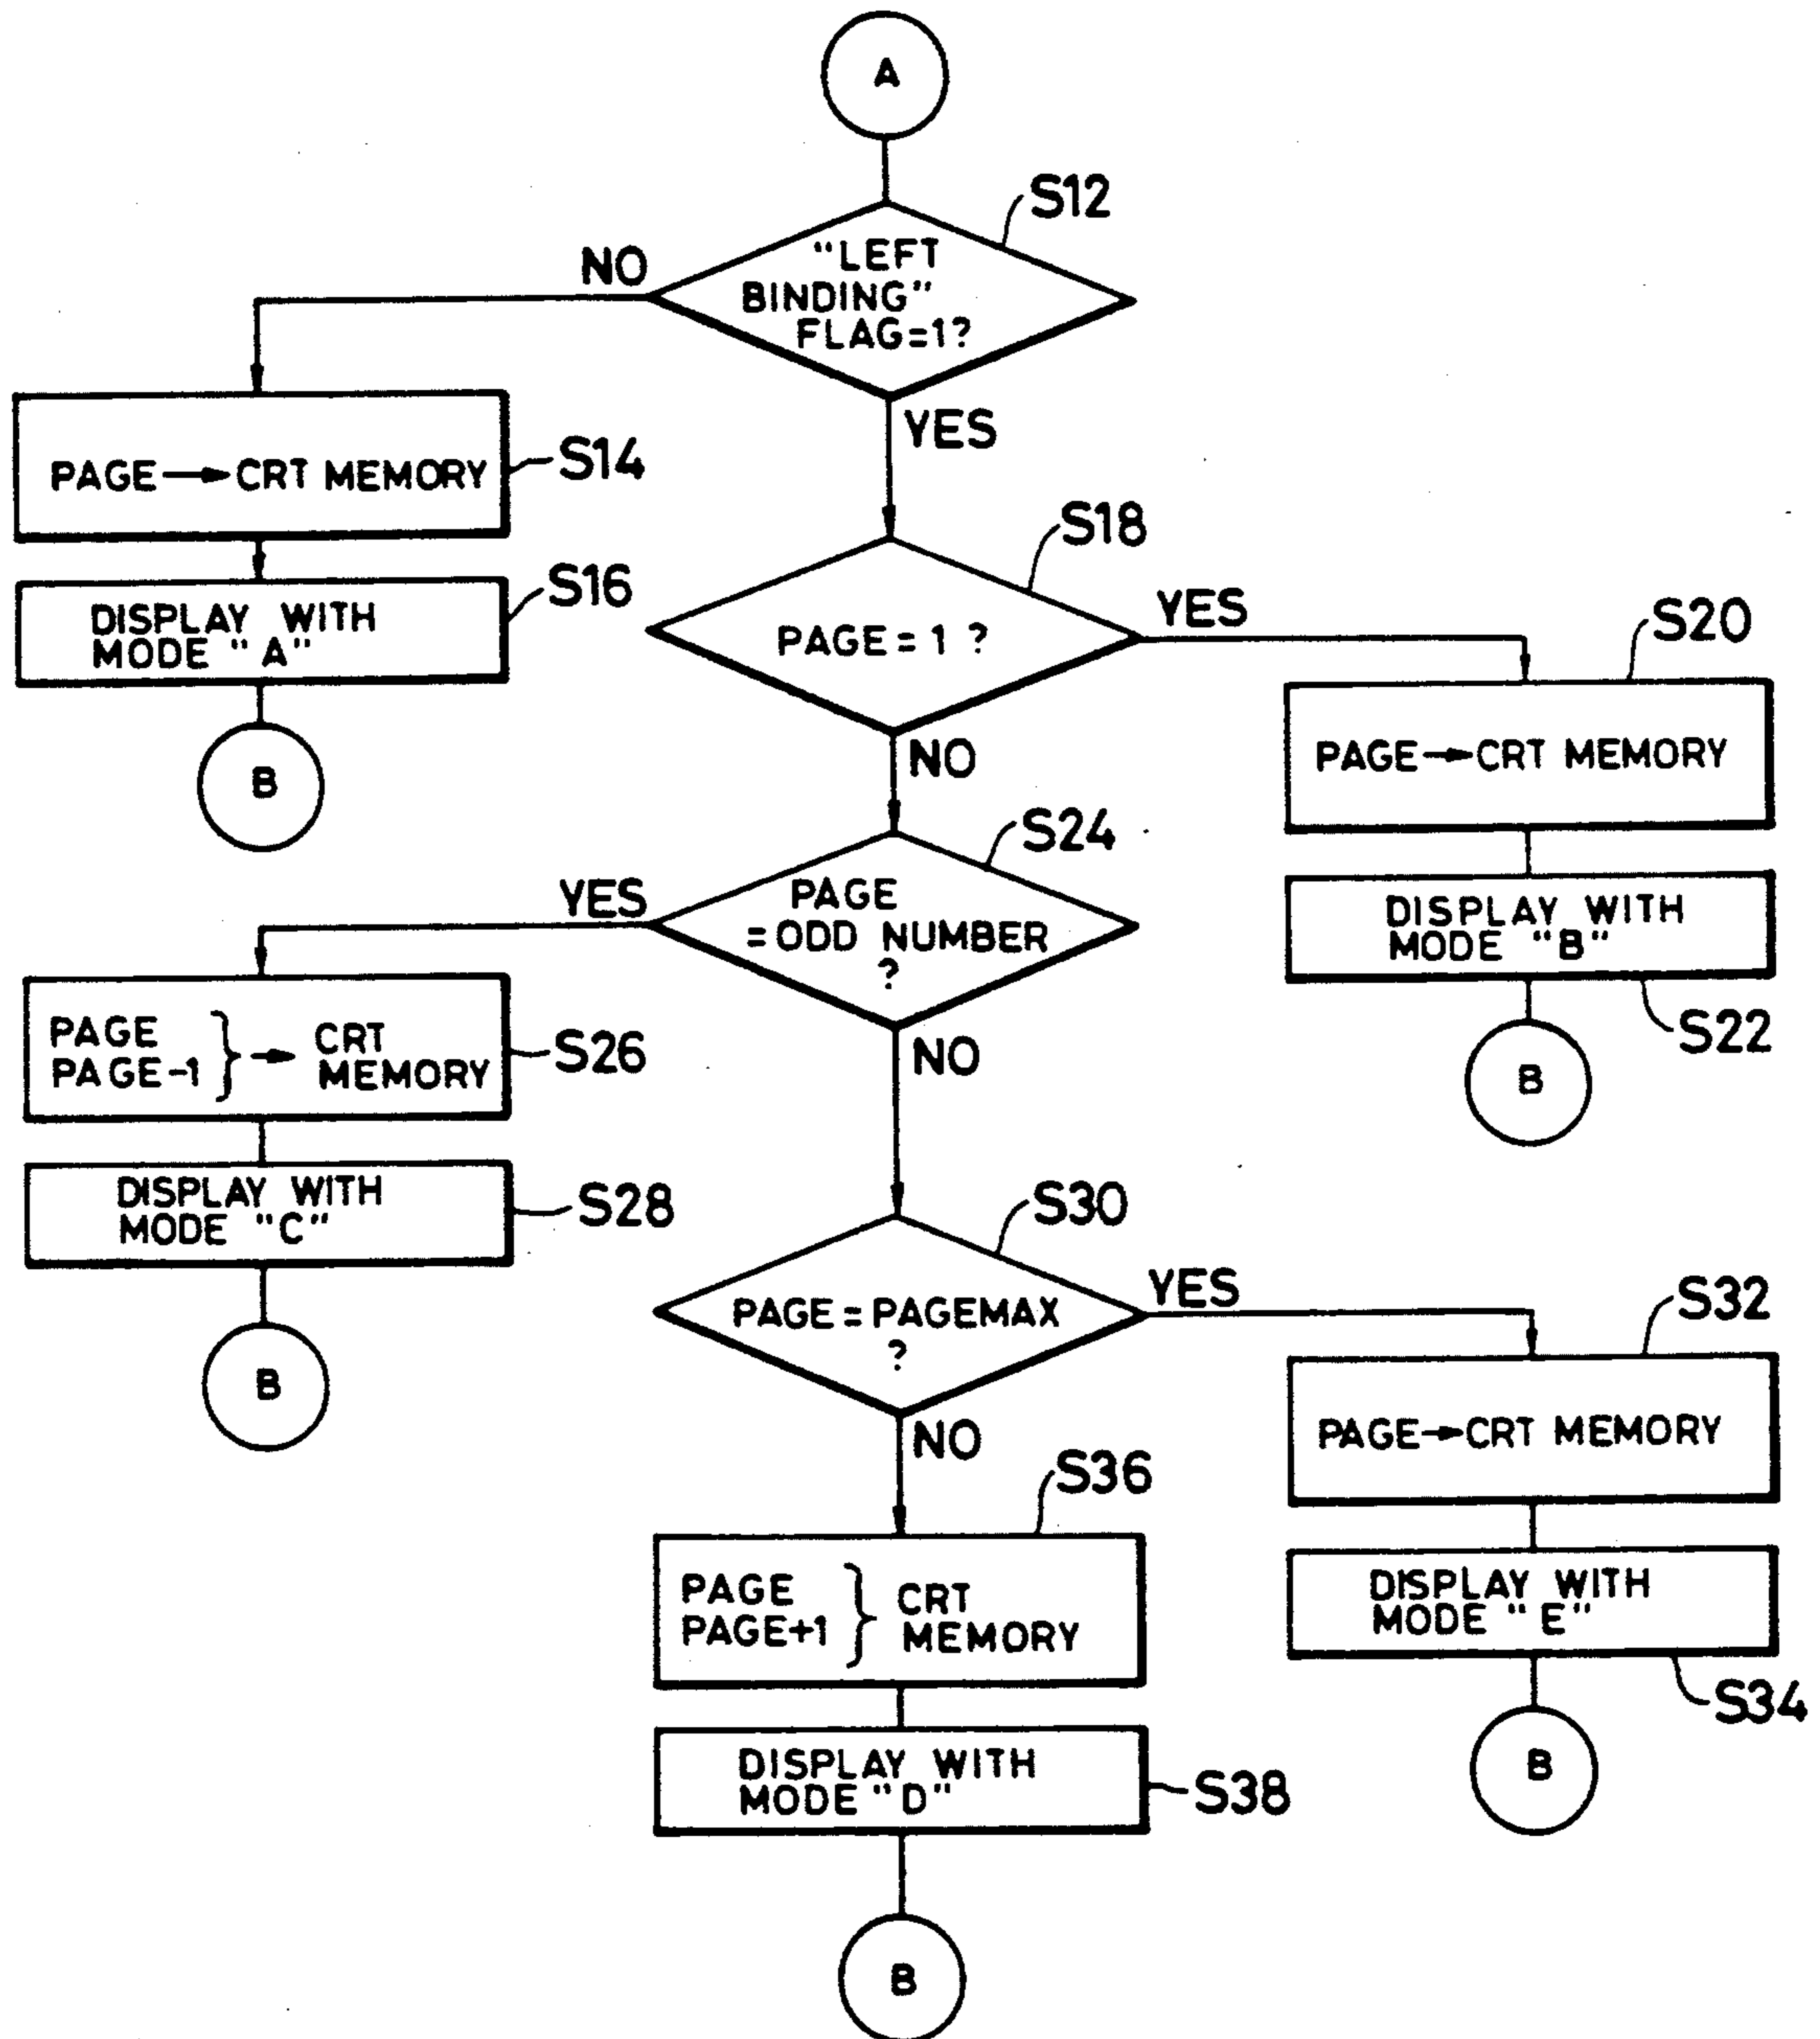 A
S12
"LEFT
BINDING"
FLAG=1?
NO
YES
PAGE→CRT MEMORY
S14
DISPLAY WITH
MODE "A"
S16
B
S18
PAGE=1 ?
YES
NO
S20
PAGE→CRT MEMORY
DISPLAY WITH
MODE "B"
S22
B
S24
PAGE
=ODD NUMBER
?
YES
NO
PAGE
PAGE-1 } → CRT
MEMORY
S26
DISPLAY WITH
MODE "C"
S28
B
S30
PAGE=PAGEMAX
?
YES
NO
S32
PAGE→CRT MEMORY
DISPLAY WITH
MODE "E"
S34
B
S36
PAGE
PAGE+1 } CRT
MEMORY
DISPLAY WITH
MODE "D"
S38
B